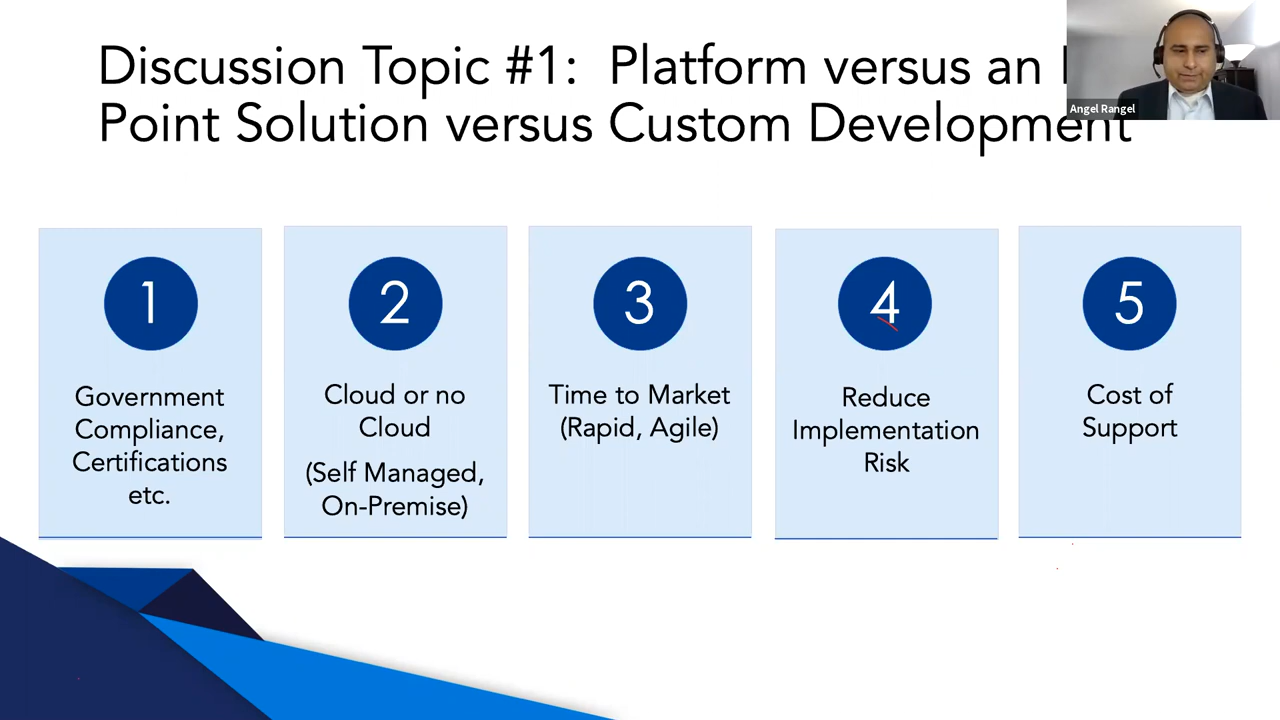 Discussion Topic #1: Platform versus an
Point Solution versus Custom Development
Angel Rangel
1
Government
Compliance,
Certifications
etc.
2
Cloud or no
Cloud
(Self Managed,
On-Premise)
3
Time to Market
(Rapid, Agile)
4
Reduce
Implementation
Risk
5
Cost of
Support